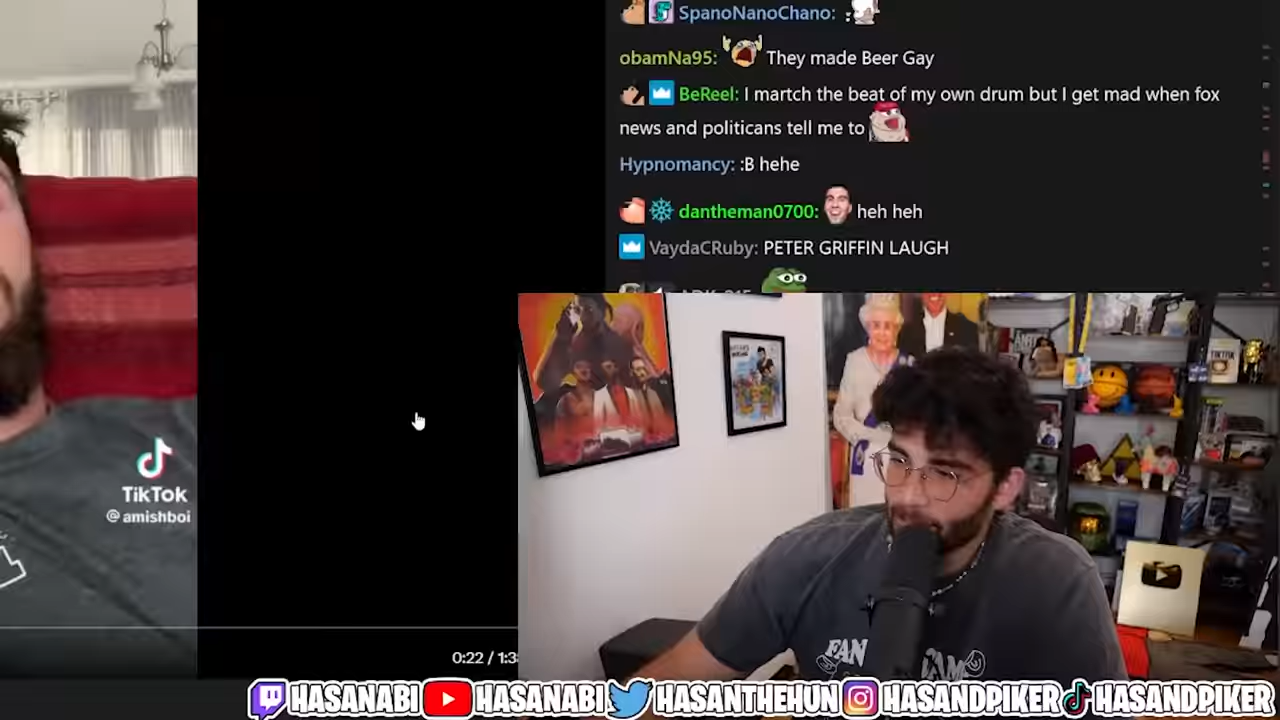 SpanoNanoChano:
obamNa95: They made Beer Gay
BeReel: I martch the beat of my own drum but I get mad when fox
news and politicans tell me to
Hypnomancy: :B hehe
dantheman0700: heh heh
VaydaCRuby: PETER GRIFFIN LAUGH
TikTok
@amishboi
0:22 / 1:3
FAN
HASANABI HASANABI HASANTHEHUN HASANDPIKER HASANDPIKER